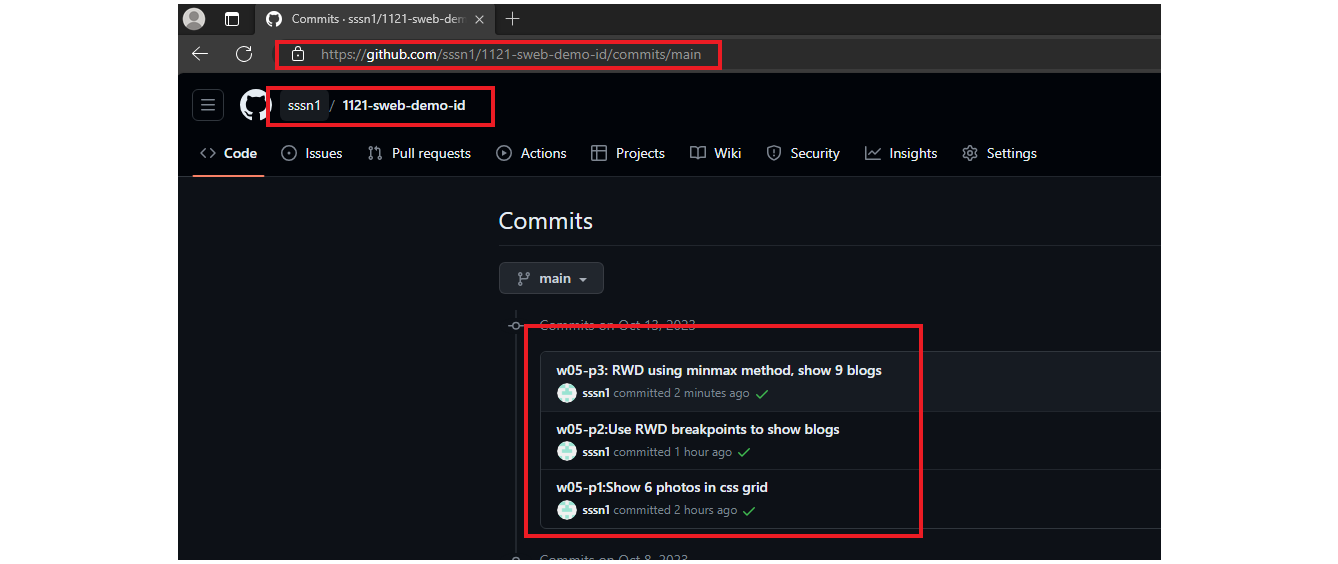 Commits · sssn1/1121-sweb-dem
https://github.com/sssn1/1121-sweb-demo-id/commits/main
sssn1 / 1121-sweb-demo-id
Code Issues Pull requests Actions Projects Wiki Security Insights Settings
Commits
main
Commits on Oct 13, 2023
w05-p3: RWD using minmax method, show 9 blogs
sssn1 committed 2 minutes ago
w05-p2:Use RWD breakpoints to show blogs
sssn1 committed 1 hour ago
w05-p1:Show 6 photos in css grid
sssn1 committed 2 hours ago
Commits on Oct 8, 2023